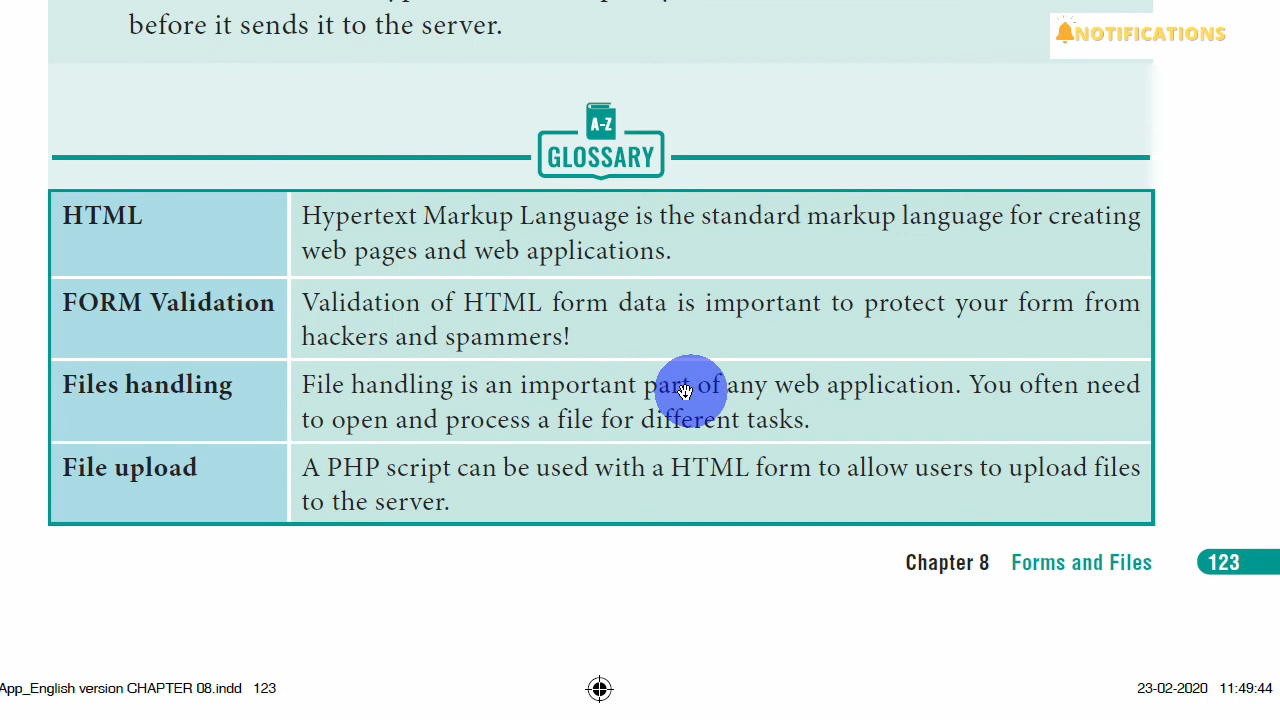 before it sends it to the server.
NOTIFICATIONS
A-Z
GLOSSARY
HTML
Hypertext Markup Language is the standard markup language for creating
web pages and web applications.
FORM Validation
Validation of HTML form data is important to protect your form from
hackers and spammers!
Files handling
File handling is an important part of any web application. You often need
to open and process a file for different tasks.
File upload
A PHP script can be used with a HTML form to allow users to upload files
to the server.
Chapter 8 Forms and Files 123
App_English version CHAPTER 08.indd 123
23-02-2020 11:49:44